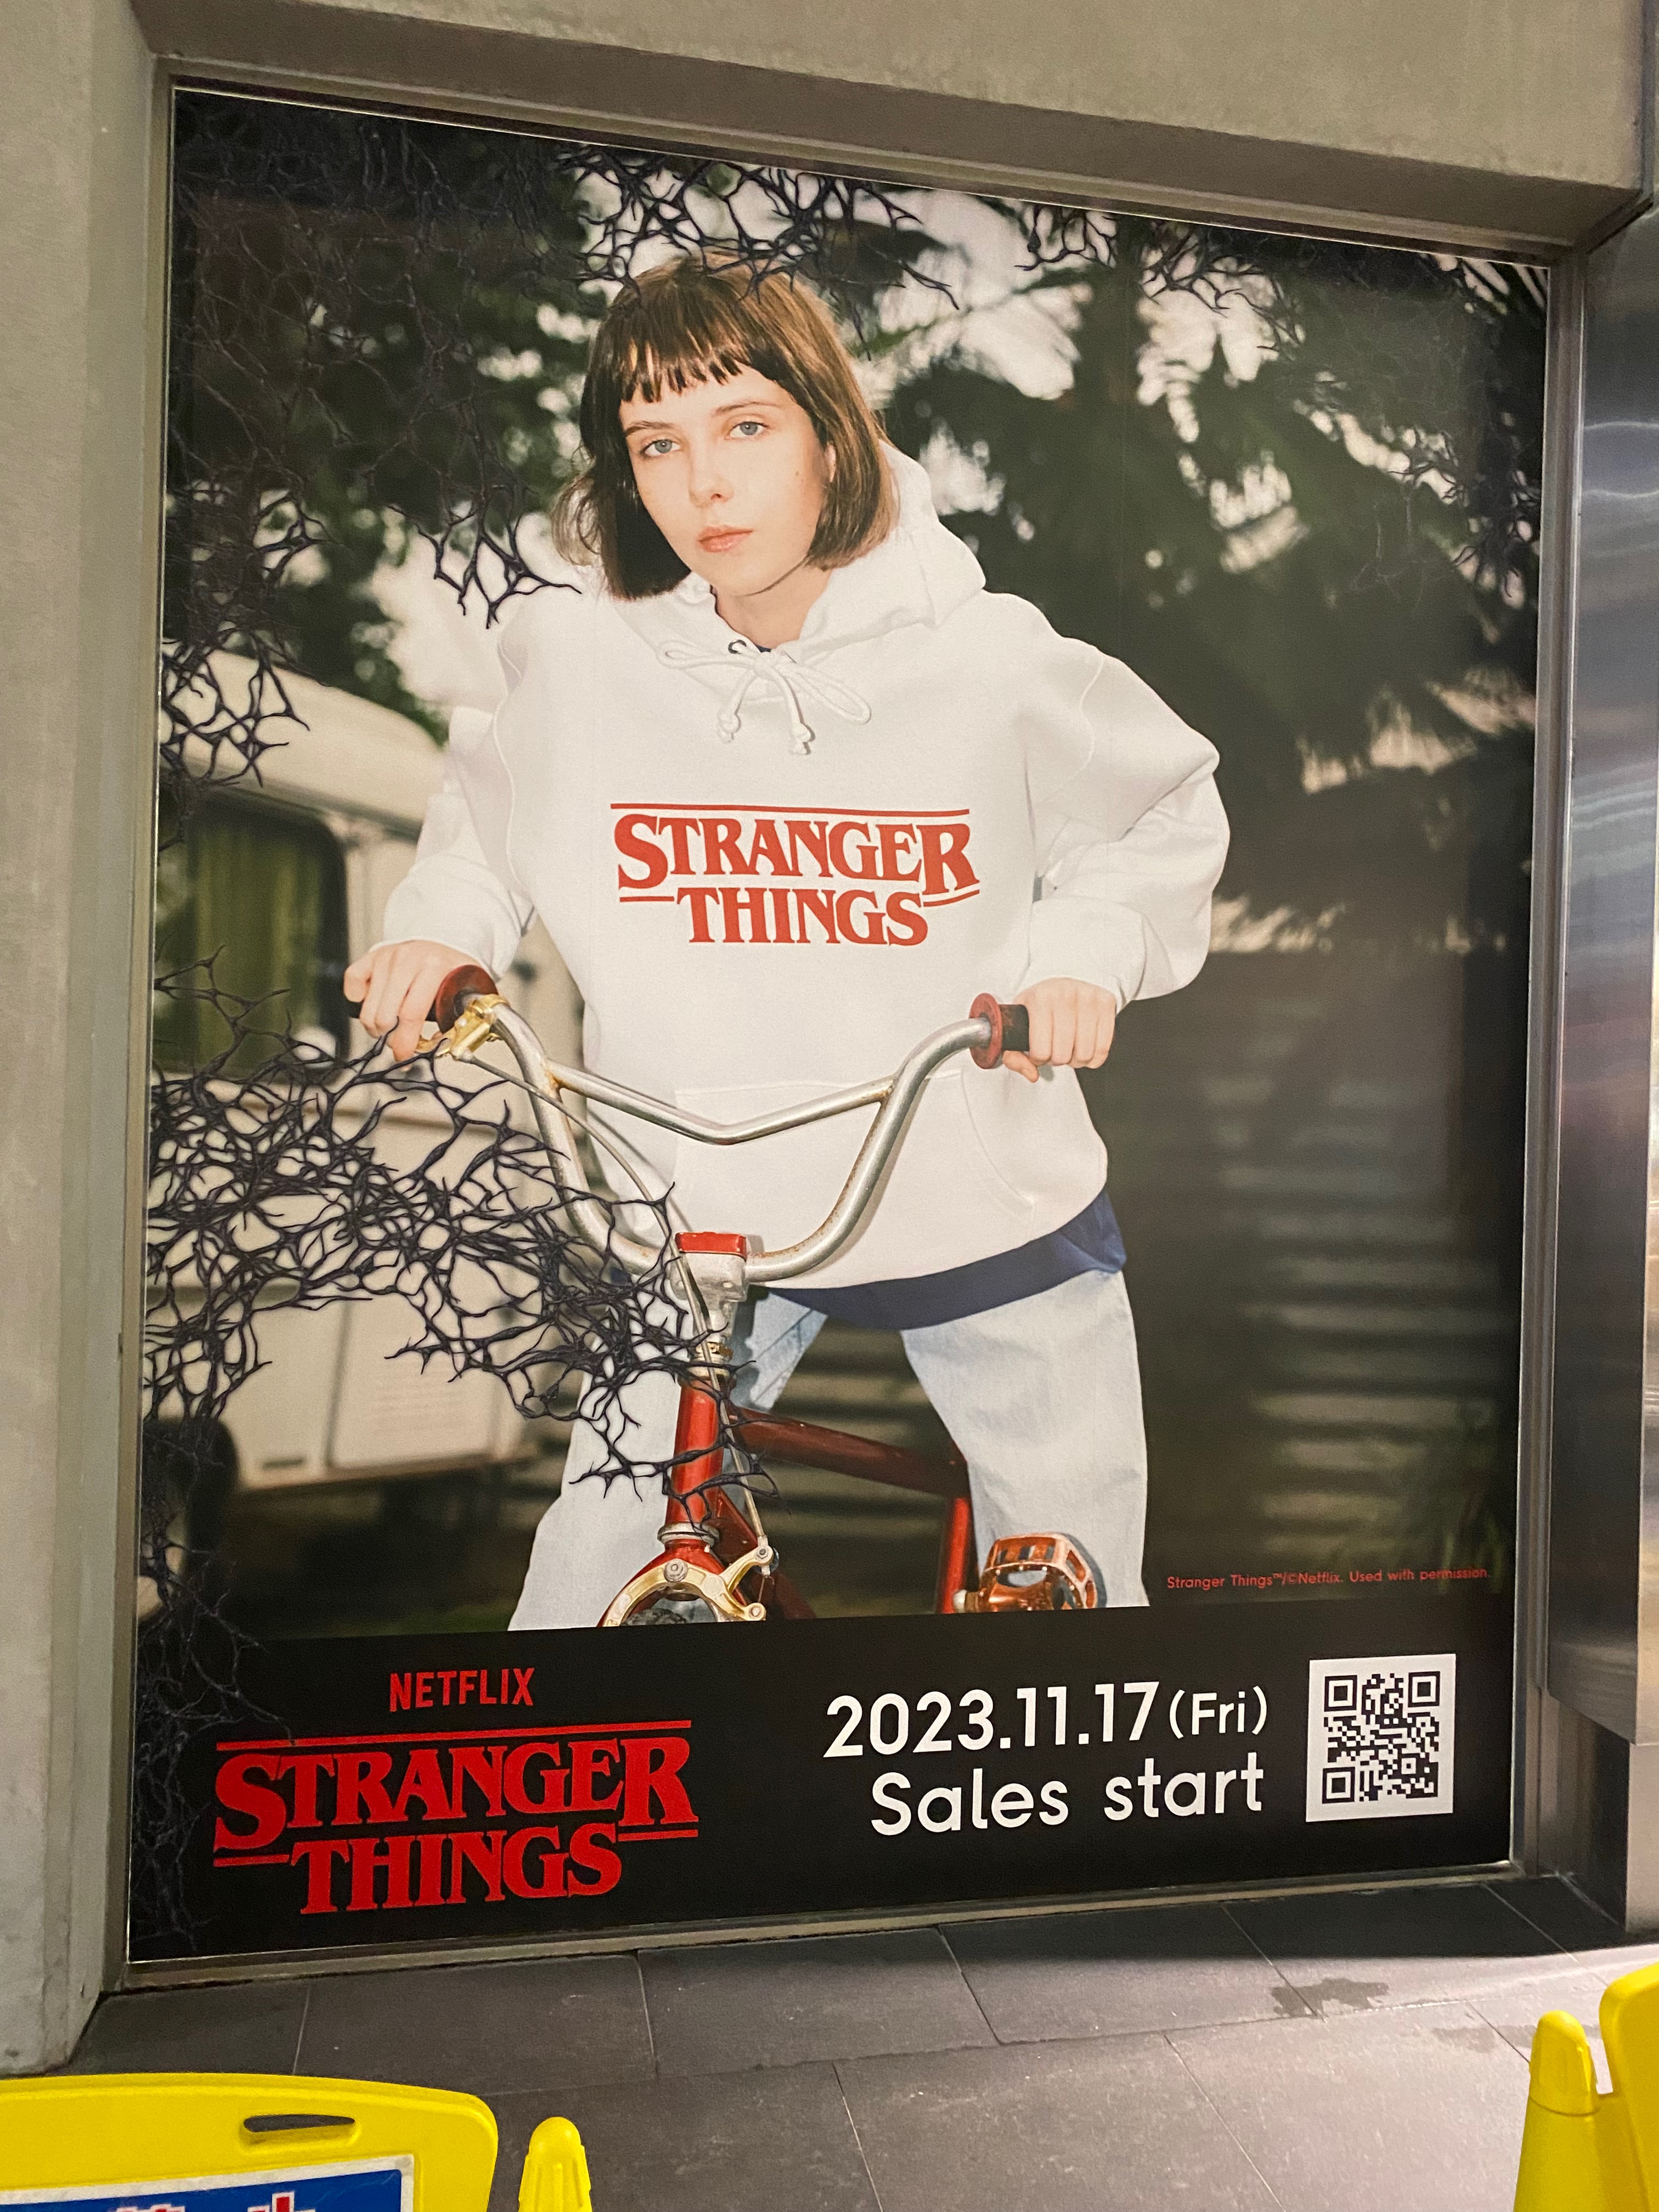 STRANGER
THINGS
Stranger Things™/©Netflix. Used with permission.
NETFLIX
STRANGER
THINGS
2023.11.17(Fri)
Sales start